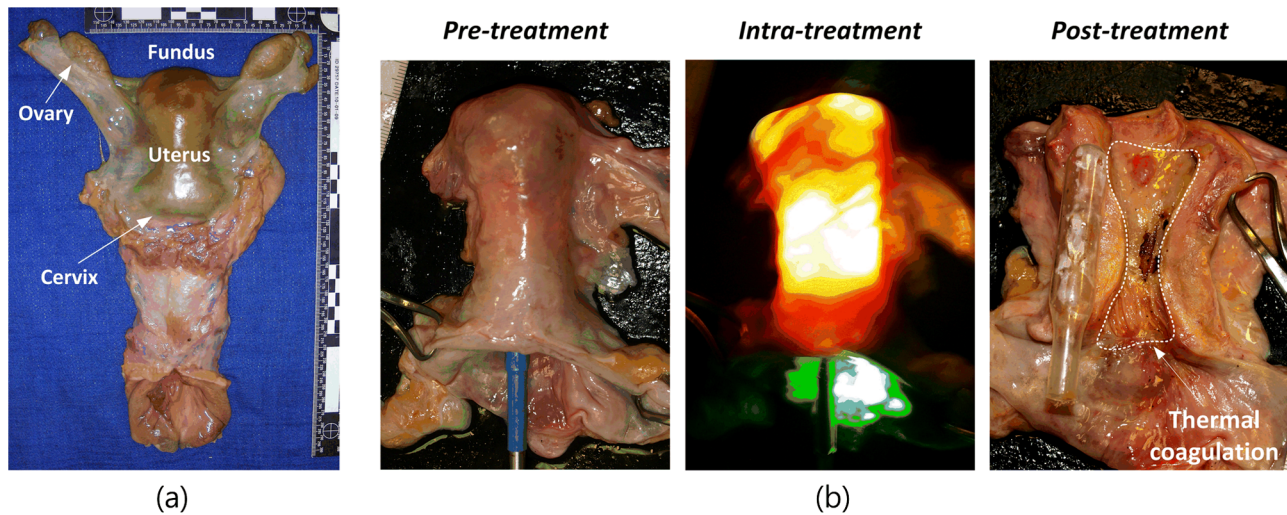 Pre-treatment
Intra-treatment
Post-treatment
Fundus
Ovary
Uterus
Cervix
Thermal
coagulation
(a)
(b)